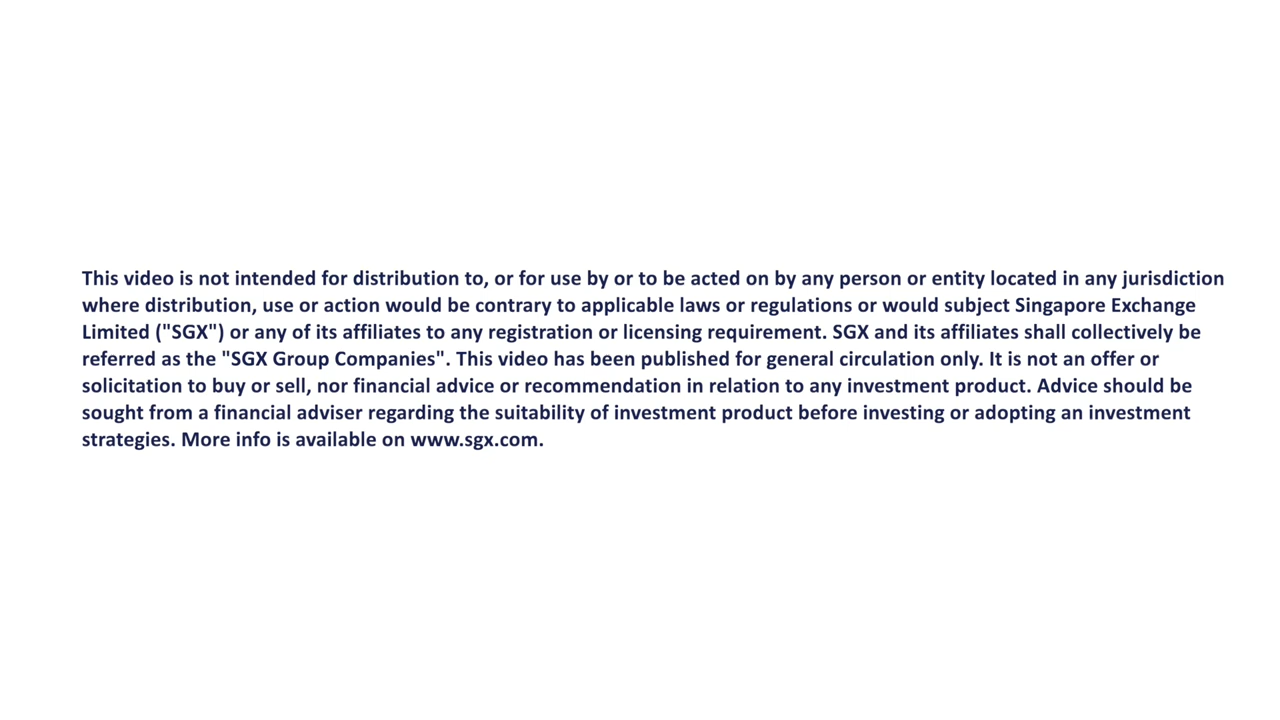 This video is not intended for distribution to, or for use by or to be acted on by any person or entity located in any jurisdiction
where distribution, use or action would be contrary to applicable laws or regulations or would subject Singapore Exchange
Limited ("SGX") or any of its affiliates to any registration or licensing requirement. SGX and its affiliates shall collectively be
referred as the "SGX Group Companies". This video has been published for general circulation only. It is not an offer or
solicitation to buy or sell, nor financial advice or recommendation in relation to any investment product. Advice should be
sought from a financial adviser regarding the suitability of investment product before investing or adopting an investment
strategies. More info is available on www.sgx.com.